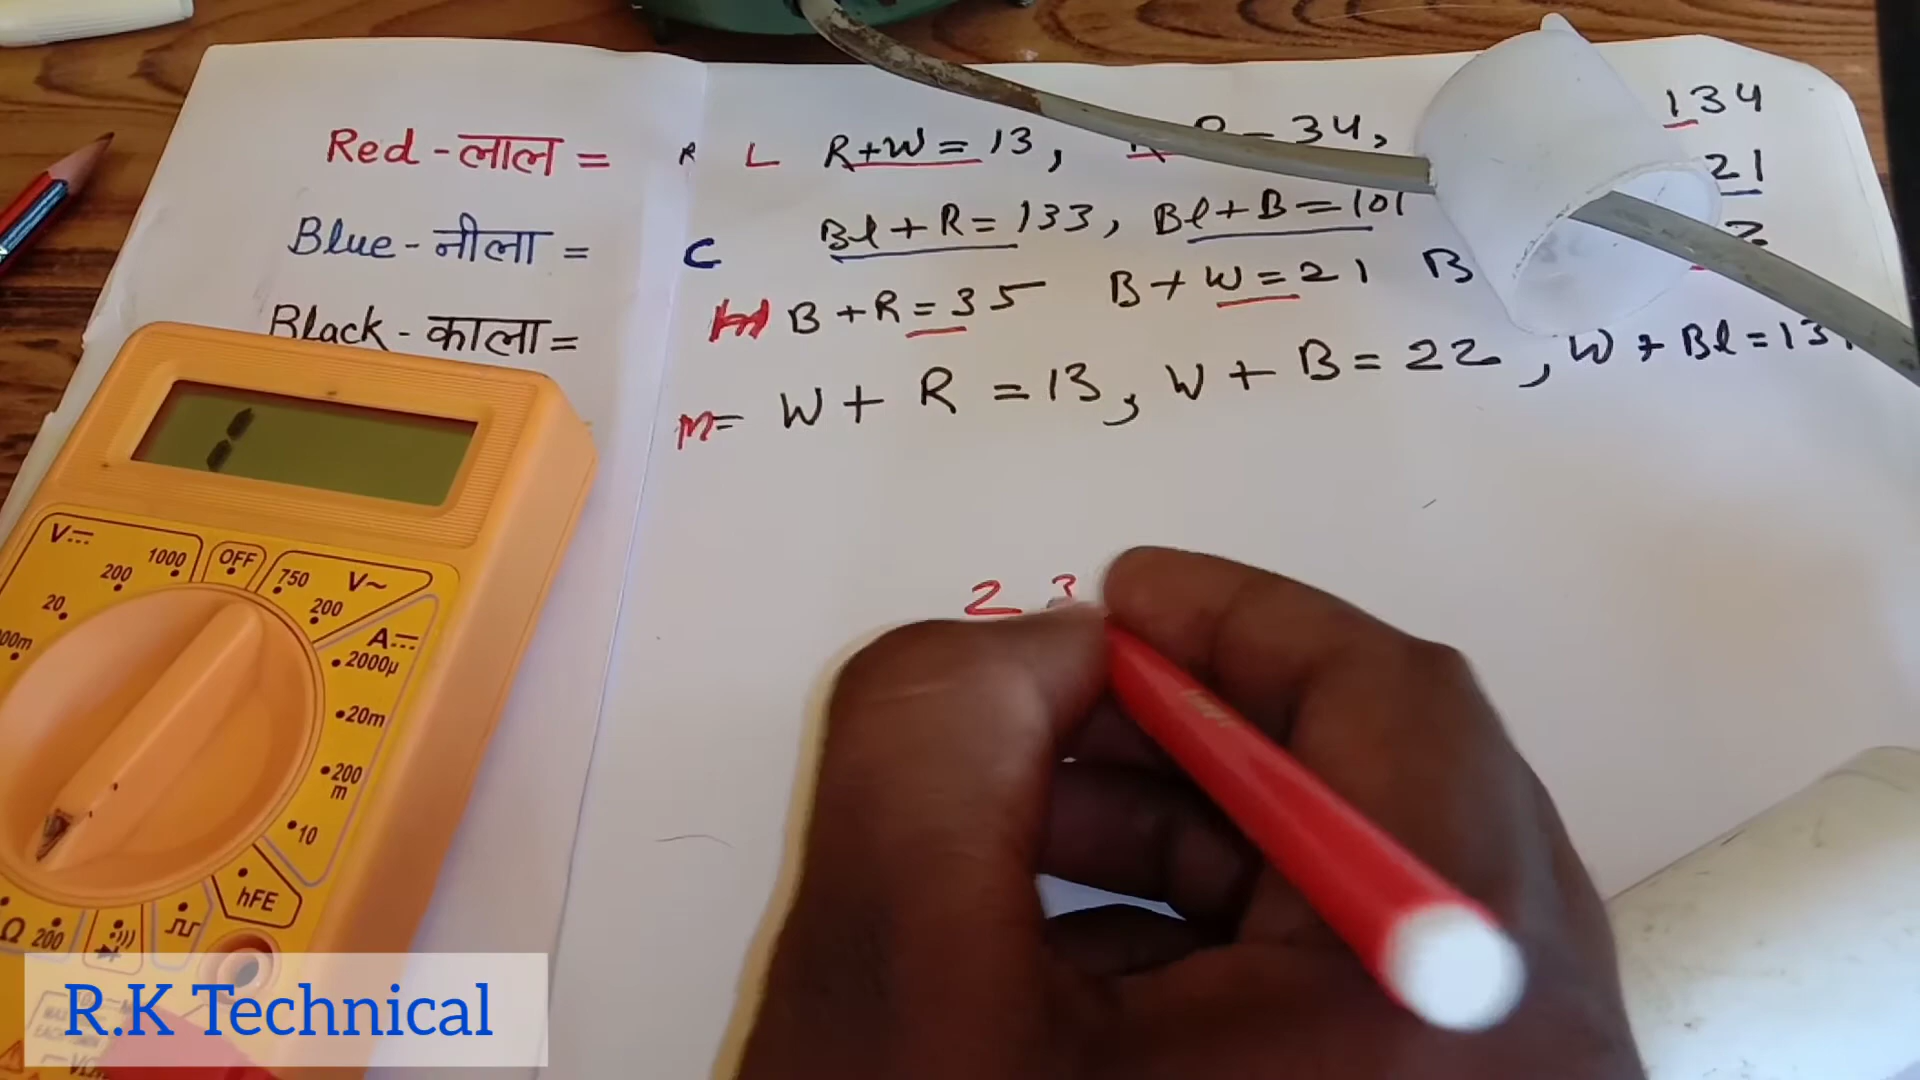 Red - लाल = R L R+W = 13, 34, 134
Blue - नीला = C Bl + R = 133, Bl + B = 101 21
Black - काला = H B + R = 35 B + W = 21 B
M = W + R = 13, W + B = 22, W + Bl = 13
2 3
V⎓ 1000 OFF 750 V~
200 200
20 A⎓
2000µ
20m
200
m
10
hFE
Ω 200
R.K Technical